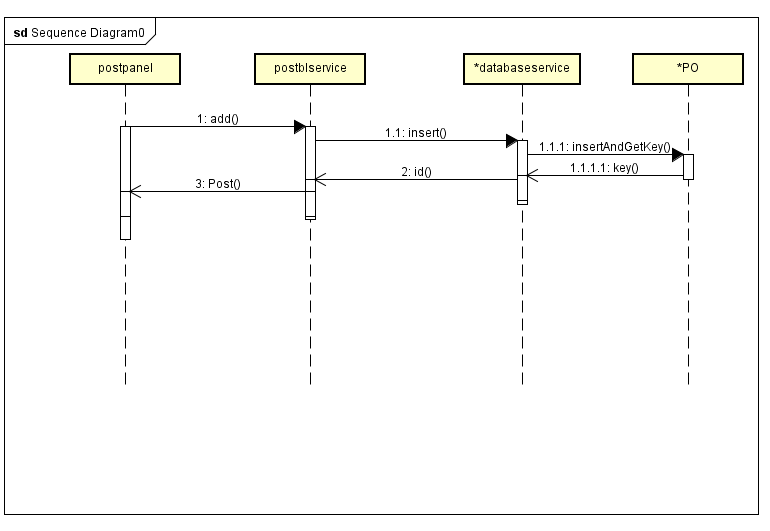 sd Sequence Diagram0
postpanel
postblservice
*databaseservice
*PO
1: add()
1.1: insert()
1.1.1: insertAndGetKey()
1.1.1.1: key()
2: id()
3: Post()